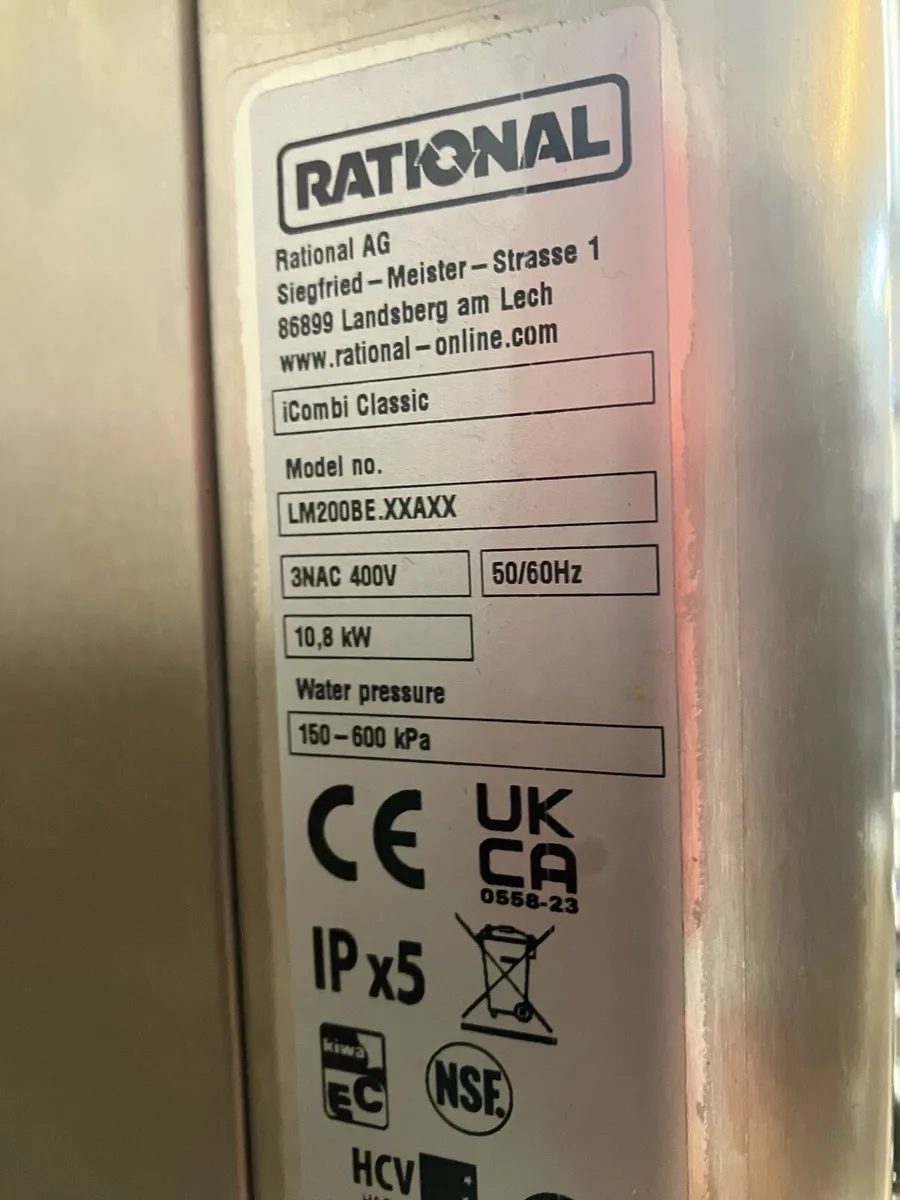 RATIONAL
Rational AG
Siegfried – Meister – Strasse 1
86899 Landsberg am Lech
www.rational – online.com
iCombi Classic
Model no.
LM200BE.XXAXX
3NAC 400V 50/60Hz
10,8 kW
Water pressure
150 – 600 kPa
CE UK
CA
0558-23
IP x5
kiwa
EC NSF.
HCV